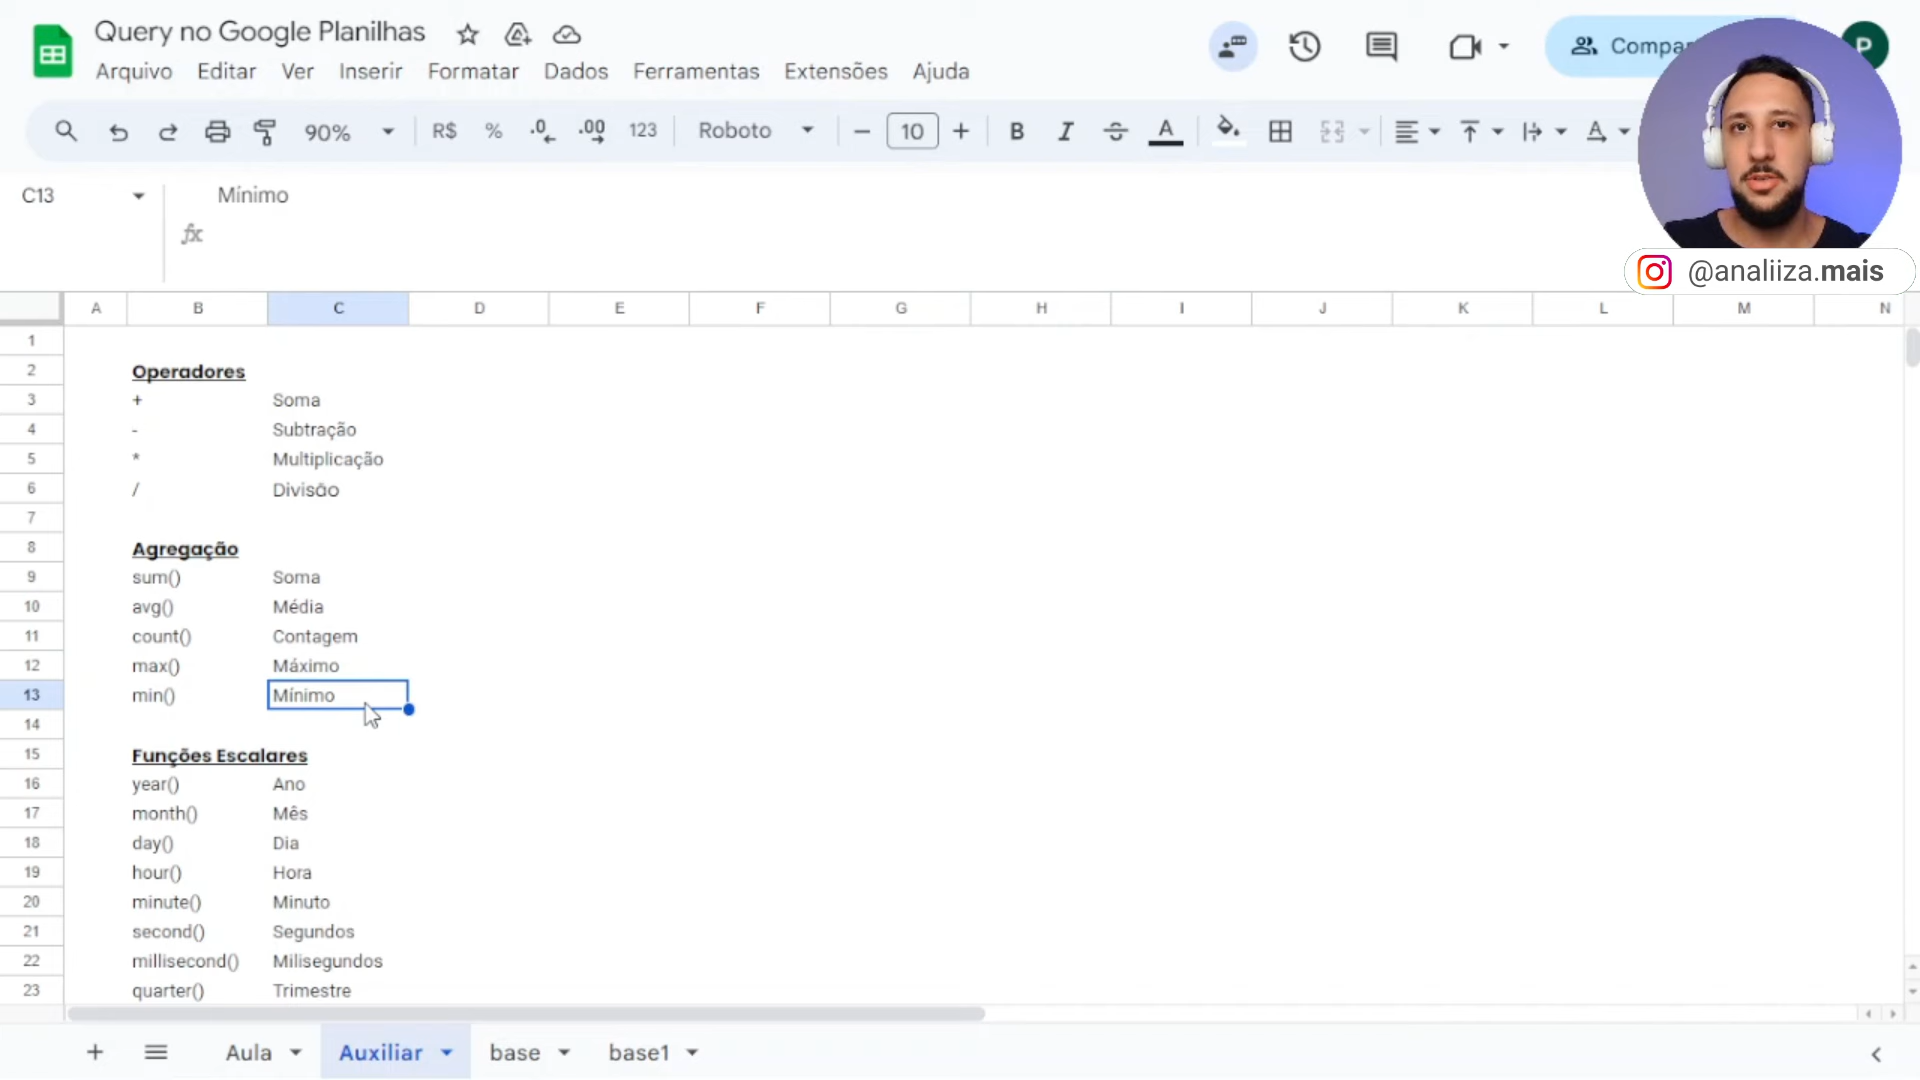 Query no Google Planilhas
Arquivo Editar Ver Inserir Formatar Dados Ferramentas Extensões Ajuda
P
90% R$ % .0 .00 123 Roboto 10 B I A A
@analiiza.mais
C13 Mínimo
fx
A B C D E F G H I J K L M N
1
2 Operadores
3 + Soma
4 - Subtração
5 * Multiplicação
6 / Divisão
7
8 Agregação
9 sum() Soma
10 avg() Média
11 count() Contagem
12 max() Máximo
13 min() Mínimo
14
15 Funções Escalares
16 year() Ano
17 month() Mês
18 day() Dia
19 hour() Hora
20 minute() Minuto
21 second() Segundos
22 millisecond() Milisegundos
23 quarter() Trimestre
Aula Auxiliar base base1